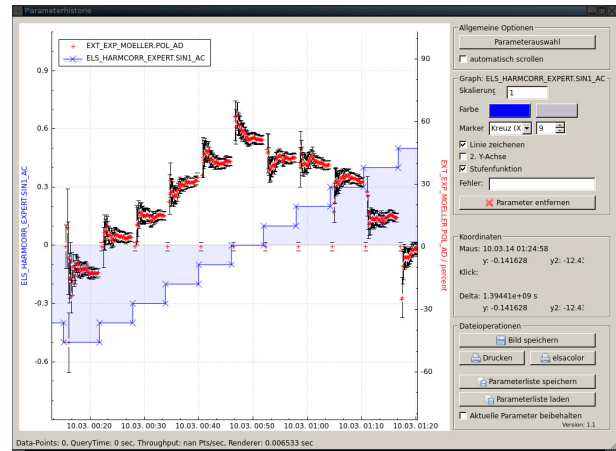 Parameterhistorie
EXT_EXP_MOELLER.POL_AD
ELS_HARMCORR_EXPERT.SIN1_AC
0.9
0.6
0.3
0
-0.3
-0.6
ELS_HARMCORR_EXPERT.SIN1_AC
90
60
30
0
-30
-60
EXT_EXP_MOELLER.POL_AD / percent
10.03. 00:20
10.03. 00:30
10.03. 00:40
10.03. 00:50
10.03. 01:00
10.03. 01:10
10.03. 01:20
Allgemeine Optionen
Parameterauswahl
automatisch scrollen
Graph: ELS_HARMCORR_EXPERT.SIN1_AC
Skalierung 1
Farbe
Marker Kreuz (X 9
Linie zeichenen
2. Y-Achse
Stufenfunktion
Fehler:
Parameter entfernen
Koordinaten
Maus: 10.03.14 01:24:58
y: -0.141628 y2: -12.4
Klick:
Delta: 1.39441e+09 s
y: -0.141628 y2: -12.4
Dateioperationen
Bild speichern
Drucken elsacolor
Parameterliste speichern
Parameterliste laden
Aktuelle Parameter beibehalten
Version: 1.1
Data-Points: 0, QueryTime: 0 sec, Throughput: nan Pts/sec, Renderer: 0.006533 sec